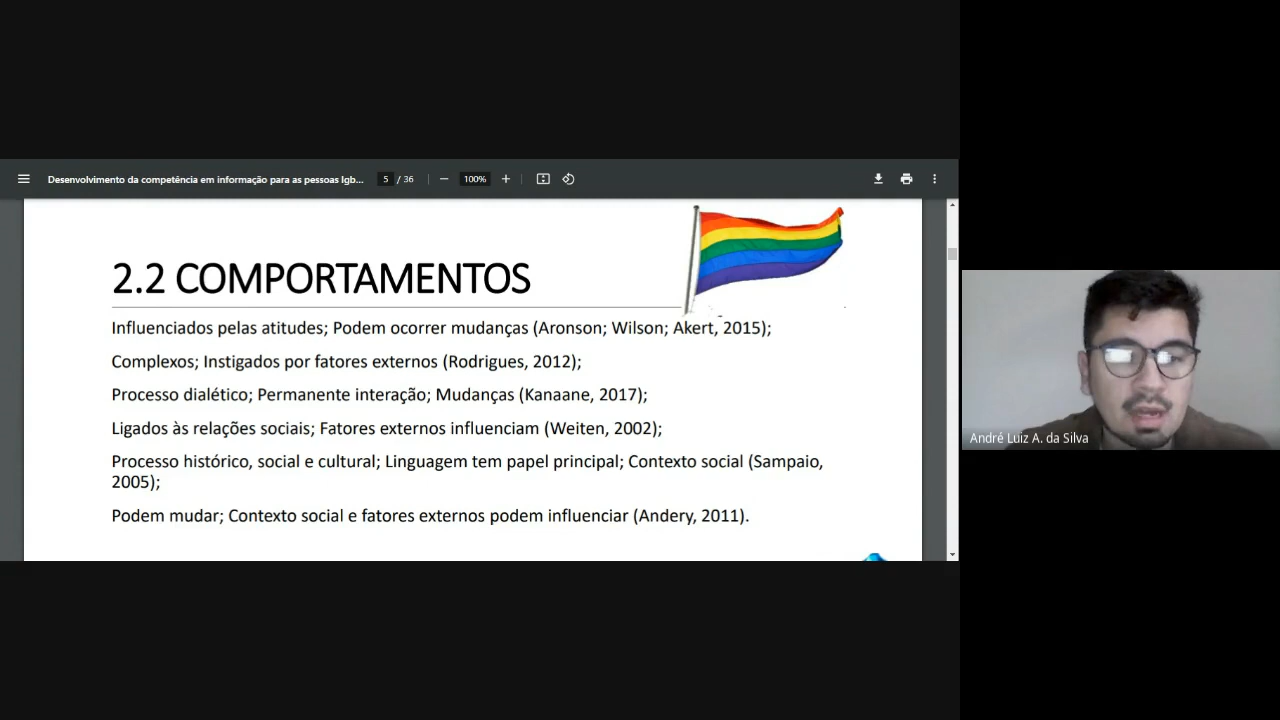 Desenvolvimento da competência em informação para as pessoas lgb...
5 / 36
100%
2.2 COMPORTAMENTOS
Influenciados pelas atitudes; Podem ocorrer mudanças (Aronson; Wilson; Akert, 2015);
Complexos; Instigados por fatores externos (Rodrigues, 2012);
Processo dialético; Permanente interação; Mudanças (Kanaane, 2017);
Ligados às relações sociais; Fatores externos influenciam (Weiten, 2002);
Processo histórico, social e cultural; Linguagem tem papel principal; Contexto social (Sampaio,
2005);
Podem mudar; Contexto social e fatores externos podem influenciar (Andery, 2011).
André Luiz A. da Silva